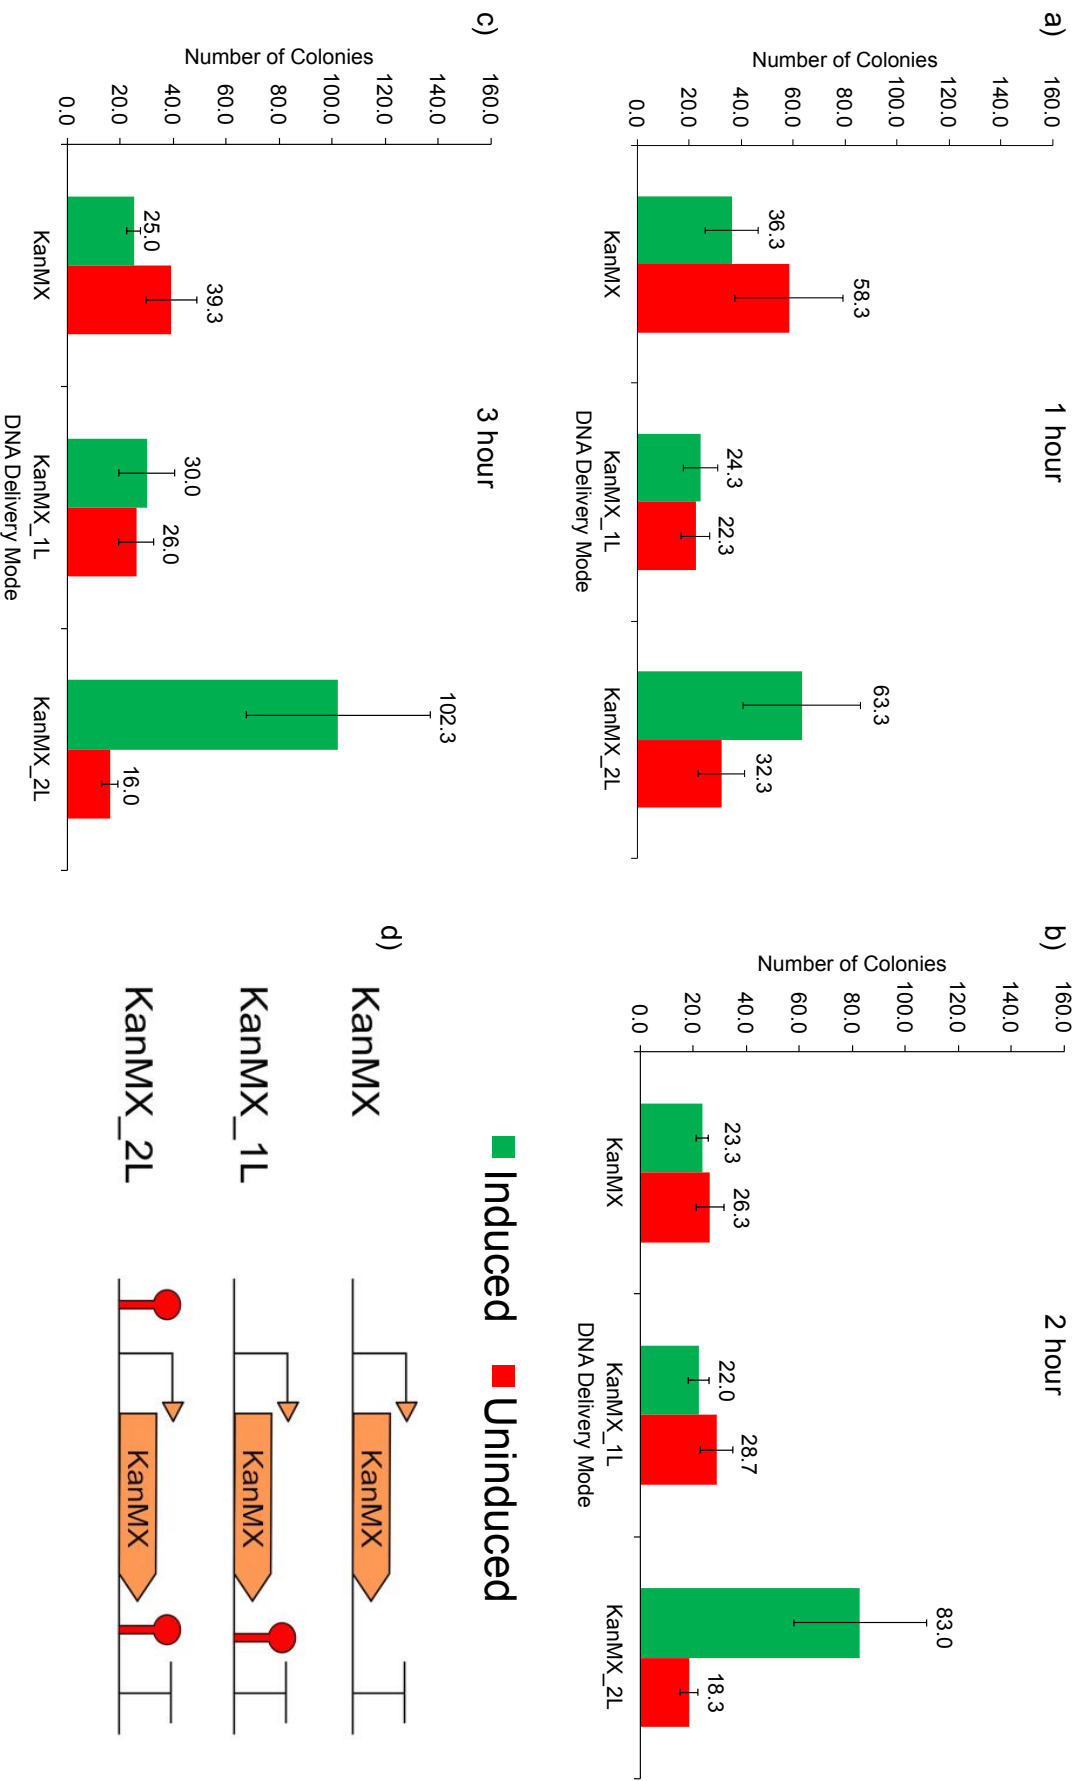 a)
1 hour
Number of Colonies
160.0
140.0
120.0
100.0
80.0
60.0
40.0
20.0
0.0
36.3
58.3
24.3
22.3
63.3
32.3
KanMX
KanMX_1L
KanMX_2L
DNA Delivery Mode
b)
2 hour
Number of Colonies
160.0
140.0
120.0
100.0
80.0
60.0
40.0
20.0
0.0
23.3
26.3
22.0
28.7
83.0
18.3
KanMX
KanMX_1L
KanMX_2L
DNA Delivery Mode
c)
3 hour
Number of Colonies
160.0
140.0
120.0
100.0
80.0
60.0
40.0
20.0
0.0
25.0
39.3
30.0
26.0
102.3
16.0
KanMX
KanMX_1L
KanMX_2L
DNA Delivery Mode
Induced Uninduced
d)
KanMX
KanMX
KanMX_1L
KanMX
KanMX_2L
KanMX